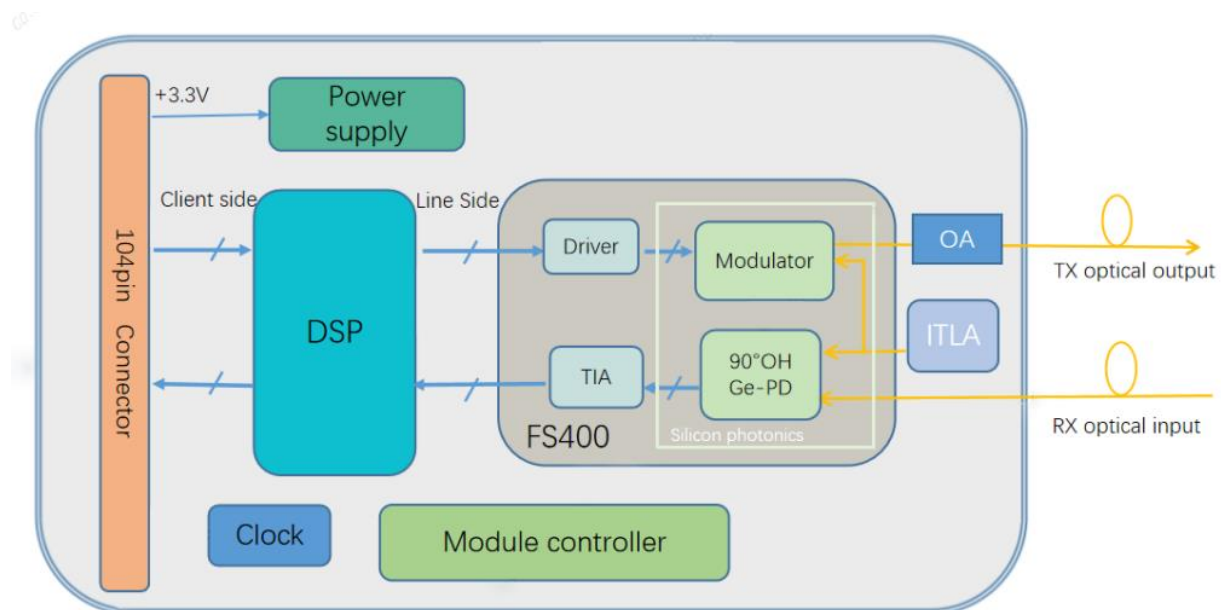 +3.3V
Power
supply
Client side
Line Side
104pin Connector
DSP
Driver
Modulator
OA
TX optical output
ITLA
TIA
90°OH
Ge-PD
RX optical input
FS400
Silicon photonics
Clock
Module controller